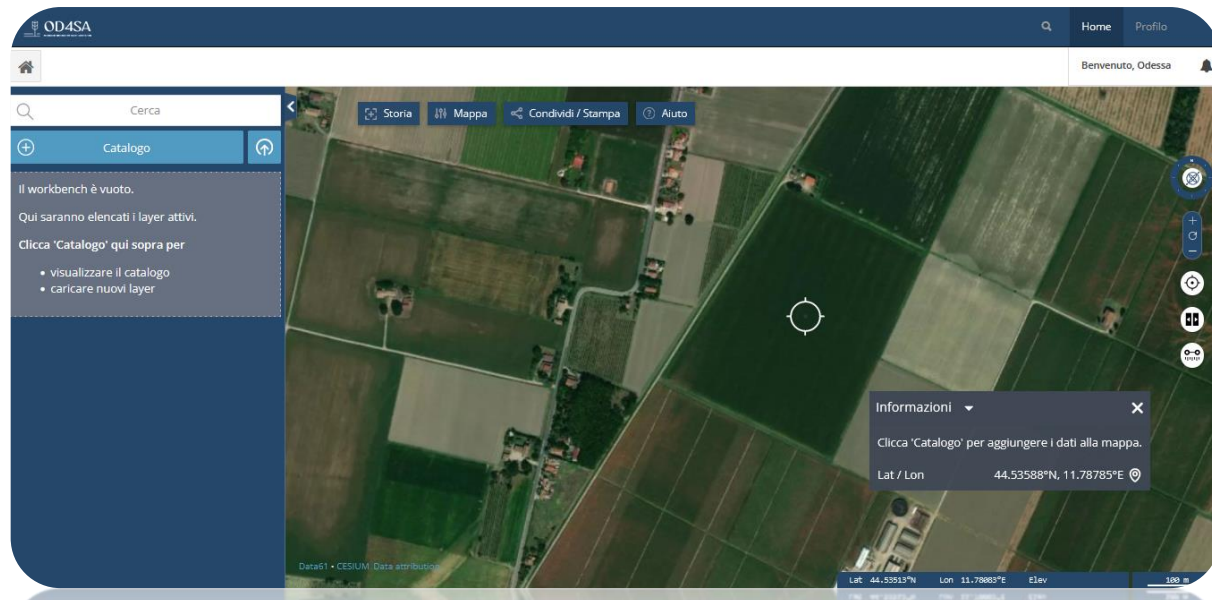 OD4SA
Home
Profilo
Benvenuto, Odessa
Cerca
Storia
Mappa
Condividi / Stampa
Aiuto
Catalogo
Il workbench è vuoto.
Qui saranno elencati i layer attivi.
Clicca 'Catalogo' qui sopra per
• visualizzare il catalogo
• caricare nuovi layer
Informazioni
Clicca 'Catalogo' per aggiungere i dati alla mappa.
Lat / Lon 44.53588°N, 11.78785°E
Data61 • CESIUM Data attribution
Lat 44.53513°N Lon 11.78083°E Elev 100 m